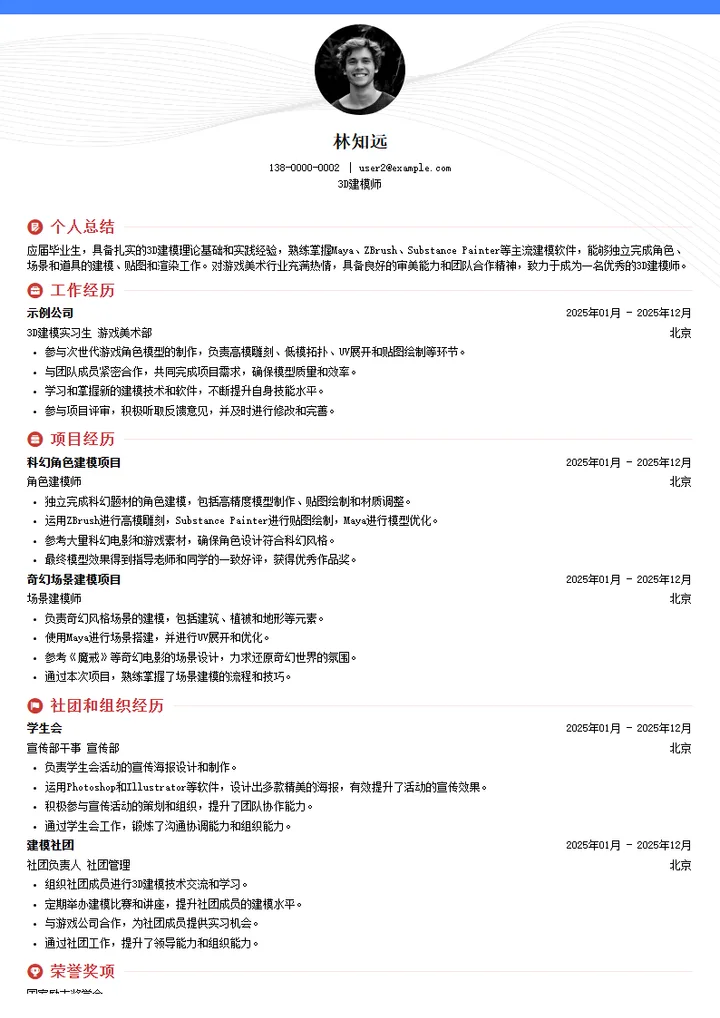 林知远
138-0000-0002 | user2@example.com
3D建模师
个人总结
应届毕业生，具备扎实的3D建模理论基础和实践经验，熟练掌握Maya、ZBrush、Substance Painter等主流建模软件，能够独立完成角色、
场景和道具的建模、贴图和渲染工作。对游戏美术行业充满热情，具备良好的审美能力和团队合作精神，致力于成为一名优秀的3D建模师。
工作经历
示创公司 2025年01月 - 2025年12月
3D建模实习生 游戏美术部 北京
• 参与次世代游戏角色模型的制作，负责高模雕刻、低模拓扑、UV展开和贴图绘制等环节。
• 与团队成员紧密合作，共同完成项目需求，确保模型质量和效率。
• 学习和掌握新的建模技术和软件，不断提升自身技能水平。
• 参与项目评审，积极听取反馈意见，并及时进行修改和完善。
项目经历
科幻角色建模项目 2025年01月 - 2025年12月
角色建模师 北京
• 独立完成科幻题材的角色建模，包括高精度模型制作、贴图绘制和材质调整。
• 运用ZBrush进行高模雕刻，Substance Painter进行贴图绘制，Maya进行模型优化。
• 参考大量科幻电影和游戏素材，确保角色设计符合科幻风格。
• 最终模型效果得到指导老师和同学的一致好评，获得优秀作品奖。
奇幻场景建模项目 2025年01月 - 2025年12月
场景建模师 北京
• 负责奇幻风格场景的建模，包括建筑、植被和地形等元素。
• 使用Maya进行场景搭建，并进行UV展开和优化。
• 参考《魔戒》等奇幻电影的场景设计，力求还原奇幻世界的氛围。
• 通过本次项目，熟练掌握了场景建模的流程和技巧。
社团和组织经历
学生会 2025年01月 - 2025年12月
宣传部干事 宣传部 北京
• 负责学生会活动的宣传海报设计和制作。
• 运用Photoshop和Illustrator等软件，设计出多款精美的海报，有效提升了活动的宣传效果。
• 积极参与宣传活动的策划和组织，提升了团队协作能力。
• 通过学生会工作，锻炼了沟通协调能力和组织能力。
建模社团 2025年01月 - 2025年12月
社团负责人 社团管理 北京
• 组织社团成员进行3D建模技术交流和学习。
• 定期举办建模比赛和讲座，提升社团成员的建模水平。
• 与游戏公司合作，为社团成员提供实习机会。
• 通过社团工作，提升了领导能力和组织能力。
荣誉奖项